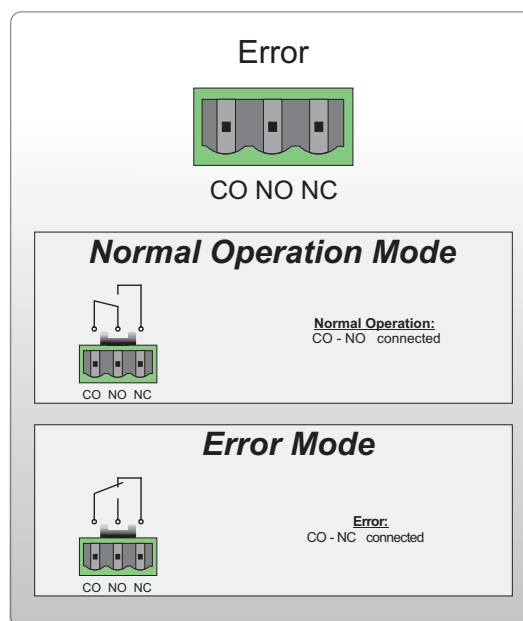 Error
CO NO NC
Normal Operation Mode
Normal Operation:
CO - NO connected
CO NO NC
Error Mode
Error:
CO - NC connected
CO NO NC